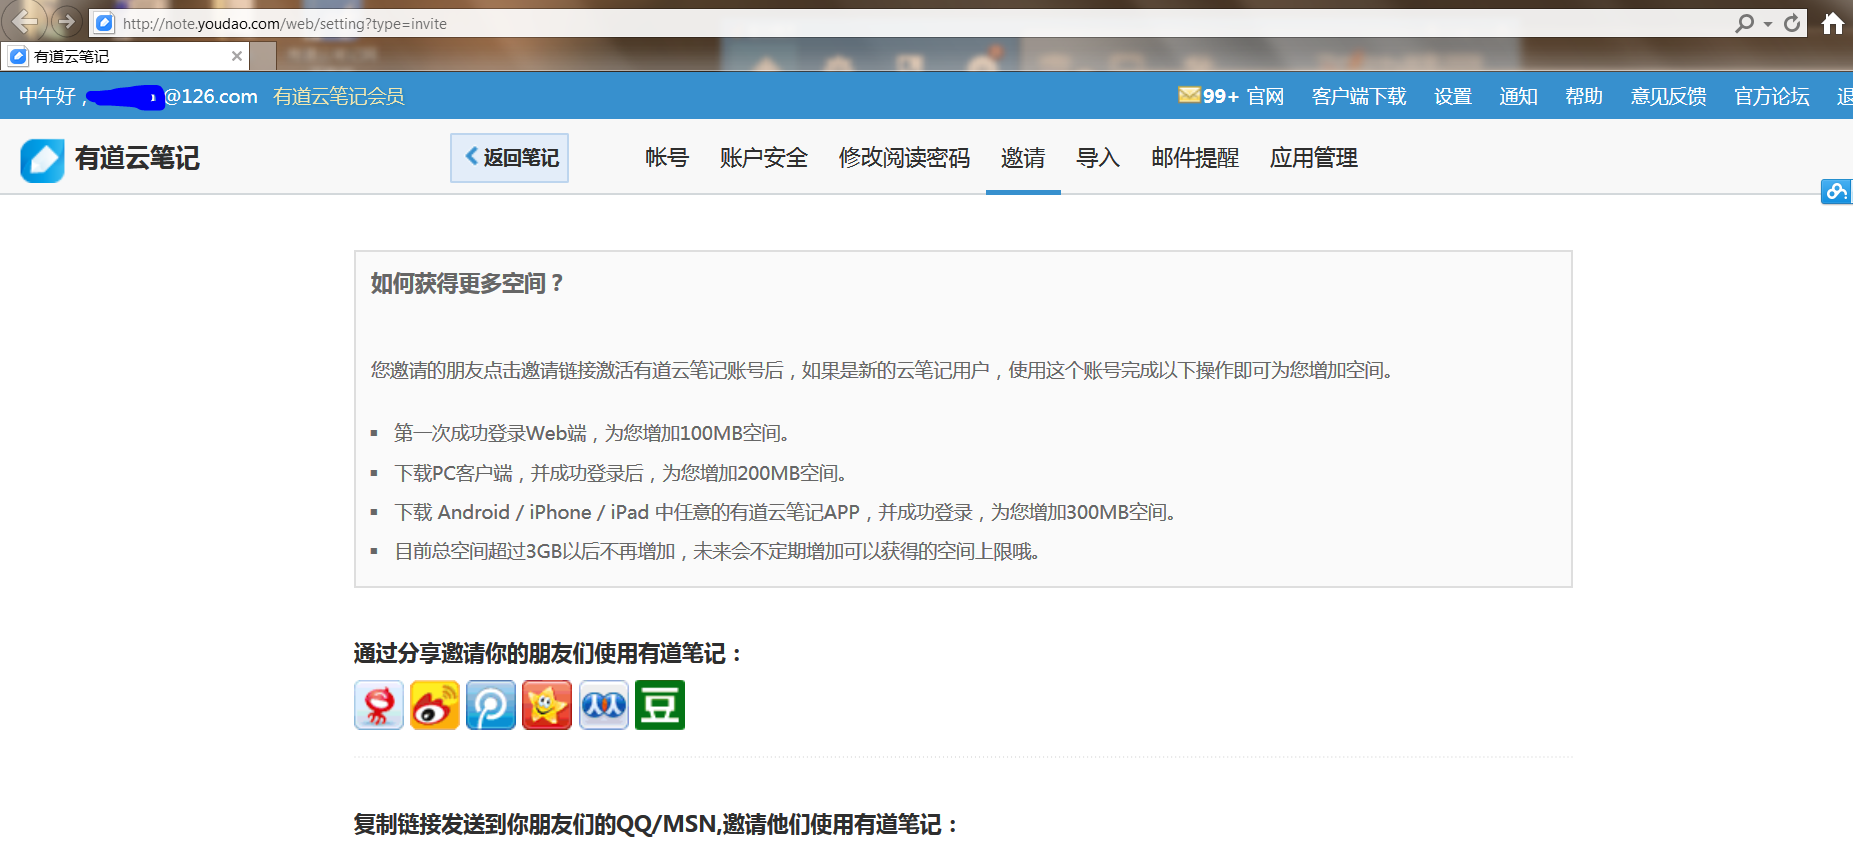 http://note.youdao.com/web/setting?type=invite
有道云笔记
中午好，@126.com 有道云笔记会员 99+ 官网 客户端下载 设置 通知 帮助 意见反馈 官方论坛 退
有道云笔记 返回笔记 帐号 账户安全 修改阅读密码 邀请 导入 邮件提醒 应用管理
如何获得更多空间？
您邀请的朋友点击邀请链接激活有道云笔记账号后，如果是新的云笔记用户，使用这个账号完成以下操作即可为您增加空间。
第一次成功登录Web端，为您增加100MB空间。
下载PC客户端，并成功登录后，为您增加200MB空间。
下载 Android / iPhone / iPad 中任意的有道云笔记APP，并成功登录，为您增加300MB空间。
目前总空间超过3GB以后不再增加，未来会不定期增加可以获得的空间上限哦。
通过分享邀请你的朋友们使用有道笔记：
人人 豆
复制链接发送到你朋友们的QQ/MSN,邀请他们使用有道笔记：